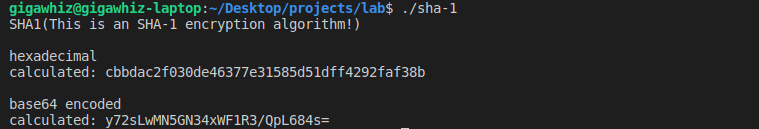 gigawhiz@gigawhiz-laptop:~/Desktop/projects/lab$ ./sha-1
SHA1(This is an SHA-1 encryption algorithm!)
hexadecimal
calculated: cbbdac2f030de46377e31585d51dff4292faf38b
base64 encoded
calculated: y72sLwMN5GN34xWF1R3/QpL684s=